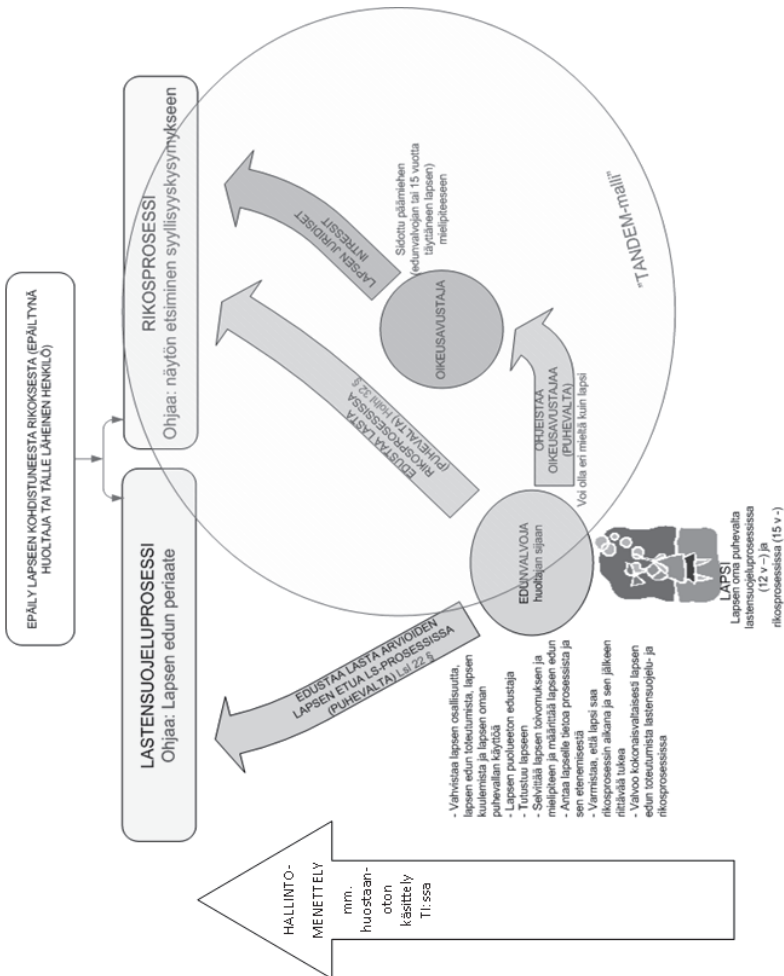 EPÄILY LAPSEEN KOHDISTUNEESTA RIKOKSESTA (EPÄILTYNÄ
HUOLTAJA TAI TÄLLE LÄHEINEN HENKILÖ)
LASTENSUOJELUPROSESSI
Ohjaa: Lapsen edun periaate
RIKOSPROSESSI
Ohjaa: näytön etsiminen syyllisyyskysymykseen
HALLINTO-
MENETTELY
mm.
huostaan-
oton
käsittely
TI:ssa
EDUSTAA LASTA ARVIOIDEN
LAPSEN ETUA LS-PROSESSISSA
(PUHEVALTA) Lsl 22 §
EDUSTAA LASTA
RIKOSPROSESSISSA
(PUHEVALTA) HolhI 32 §
LAPSEN JURIDISET
INTRESSIT
Sidottu päämiehen
(edunvalvojan tai 15 vuotta
täyttäneen lapsen)
mielipiteeseen
OIKEUSAVUSTAJA
- Vahvistaa lapsen osallisuutta,
lapsen edun toteutumista, lapsen
kuulemista ja lapsen oman
puhevallan käyttöä
- Lapsen puolueeton edustaja
- Tutustuu lapseen
- Selvittää lapsen toivomuksen ja
mielipiteen ja määrittää lapsen edun
- Antaa lapselle tietoa prosessista ja
sen etenemisestä
- Varmistaa, että lapsi saa
rikosprosessin aikana ja sen jälkeen
riittävää tukea
- Valvoo kokonaisvaltaisesti lapsen
edun toteutumista lastensuojelu- ja
rikosprosessissa
EDUNVALVOJA
huoltajan sijaan
OHJEISTAA
OIKEUSAVUSTAJAA
(PUHEVALTA)
Voi olla eri mieltä kuin lapsi
"TANDEM-malli"
LAPSI
Lapsen oma puhevalta
lastensuojeluprosessissa
(12 v –) ja
rikosprosessissa (15 v -)